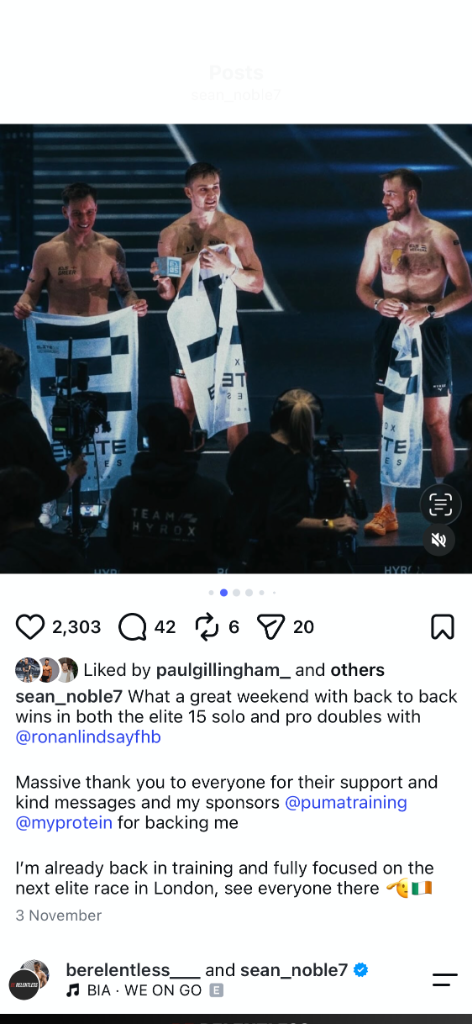 Posts
sean_noble7
TEAM
HYROX
HYR
2,303
42
6
20
Liked by paulgillingham_ and others
sean_noble7 What a great weekend with back to back
wins in both the elite 15 solo and pro doubles with
@ronanlindsayfhb
Massive thank you to everyone for their support and
kind messages and my sponsors @pumatraining
@myprotein for backing me
I'm already back in training and fully focused on the
next elite race in London, see everyone there 🫡🇮🇪
3 November
berelentless___ and sean_noble7
BIA · WE ON GO E